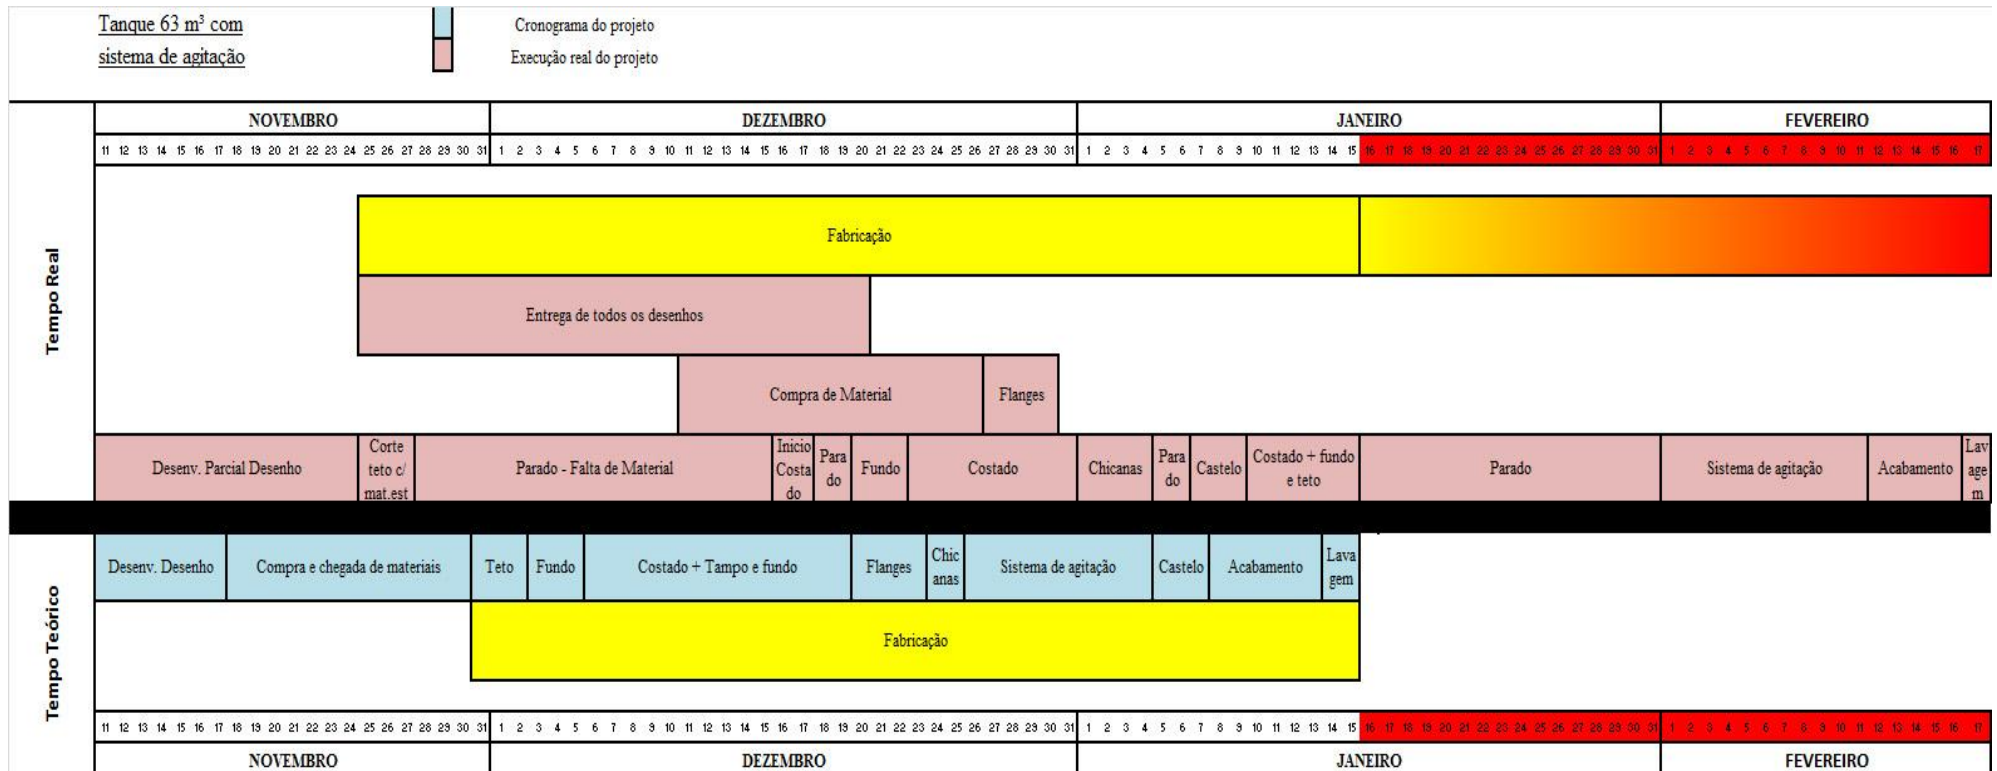 Tanque 63 m³ com
sistema de agitação
Cronograma do projeto
Execução real do projeto
NOVEMBRO DEZEMBRO JANEIRO FEVEREIRO
11 12 13 14 15 16 17 18 19 20 21 22 23 24 25 26 27 28 29 30 31 1 2 3 4 5 6 7 8 9 10 11 12 13 14 15 16 17 18 19 20 21 22 23 24 25 26 27 28 29 30 31 1 2 3 4 5 6 7 8 9 10 11 12 13 14 15 16 17 18 19 20 21 22 23 24 25 26 27 28 29 30 31 1 2 3 4 5 6 7 8 9 10 11 12 13 14 15 16 17
Tempo Real
Fabricação
Entrega de todos os desenhos
Compra de Material
Flanges
Desenv. Parcial Desenho
Corte
teto c/
mat.est
Parado - Falta de Material
Inicio
Costa
do
Para
do
Fundo
Costado
Chicanas
Para
do
Castelo
Costado + fundo
e teto
Parado
Sistema de agitação
Acabamento
Lav
age
m
Tempo Teórico
Desenv. Desenho
Compra e chegada de materiais
Teto
Fundo
Costado + Tampo e fundo
Flanges
Chic
anas
Sistema de agitação
Castelo
Acabamento
Lava
gem
Fabricação
11 12 13 14 15 16 17 18 19 20 21 22 23 24 25 26 27 28 29 30 31 1 2 3 4 5 6 7 8 9 10 11 12 13 14 15 16 17 18 19 20 21 22 23 24 25 26 27 28 29 30 31 1 2 3 4 5 6 7 8 9 10 11 12 13 14 15 16 17 18 19 20 21 22 23 24 25 26 27 28 29 30 31 1 2 3 4 5 6 7 8 9 10 11 12 13 14 15 16 17
NOVEMBRO DEZEMBRO JANEIRO FEVEREIRO